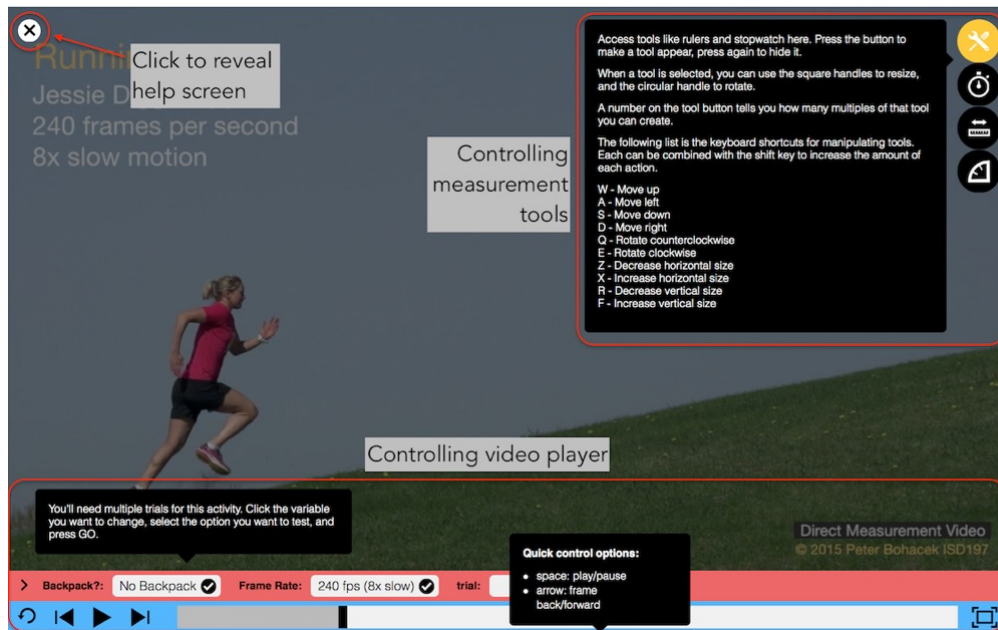 Runni
Click to reveal
help screen
Jessie D
240 frames per second
8x slow motion
Controlling
measurement
tools
Access tools like rulers and stopwatch here. Press the button to
make a tool appear, press again to hide it.
When a tool is selected, you can use the square handles to resize,
and the circular handle to rotate.
A number on the tool button tells you how many multiples of that tool
you can create.
The following list is the keyboard shortcuts for manipulating tools.
Each can be combined with the shift key to increase the amount of
each action.
W - Move up
A - Move left
S - Move down
D - Move right
Q - Rotate counterclockwise
E - Rotate clockwise
Z - Decrease horizontal size
X - Increase horizontal size
R - Decrease vertical size
F - Increase vertical size
Controlling video player
You'll need multiple trials for this activity. Click the variable
you want to change, select the option you want to test, and
press GO.
Direct Measurement Video
© 2015 Peter Bohacek ISD197
Quick control options:
• space: play/pause
• arrow: frame
back/forward
Backpack?: No Backpack Frame Rate: 240 fps (8x slow) trial: